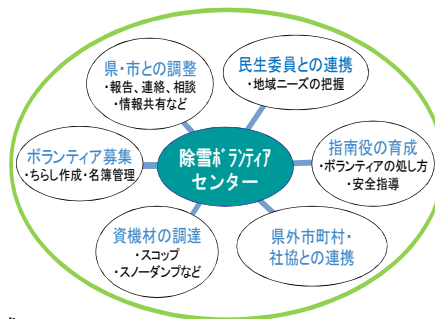 県・市との調整
・報告、連絡、相談
・情報共有など
民生委員との連携
・地域ニーズの把握
ボランティア募集
・ちらし作成・名簿管理
除雪ボランティア
センター
指南役の育成
・ボランティアの処し方
・安全指導
資機材の調達
・スコップ
・スノーダンプなど
県外市町村・
社協との連携